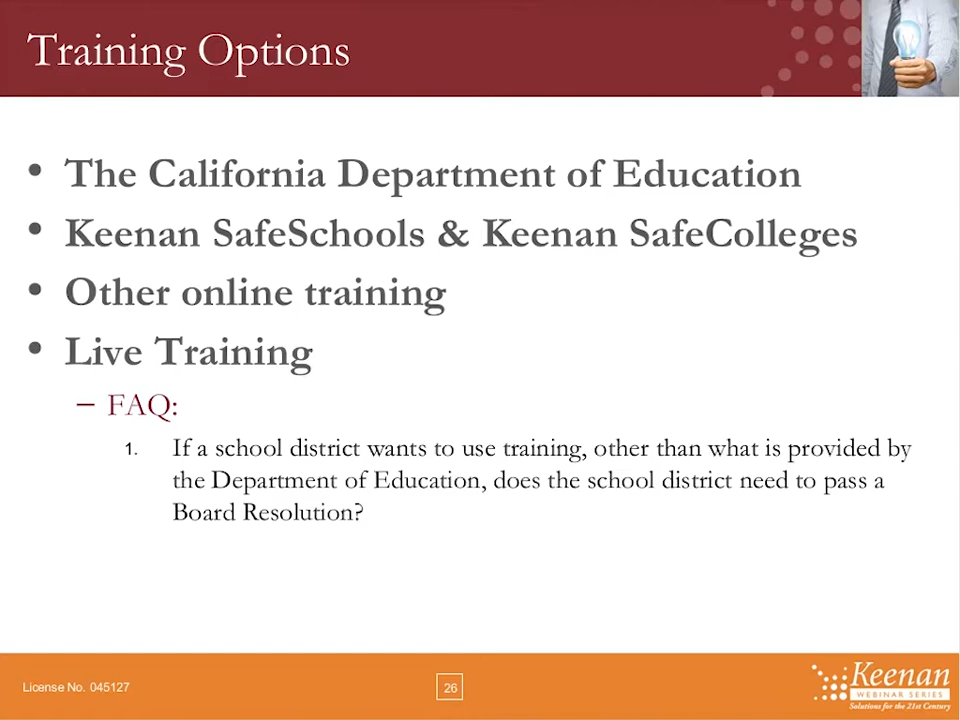 Training Options
• The California Department of Education
• Keenan SafeSchools & Keenan SafeColleges
• Other online training
• Live Training
– FAQ:
1. If a school district wants to use training, other than what is provided by
the Department of Education, does the school district need to pass a
Board Resolution?
License No. 045127
26
Keenan
WEBINAR SERIES
Solutions for the 21st Century